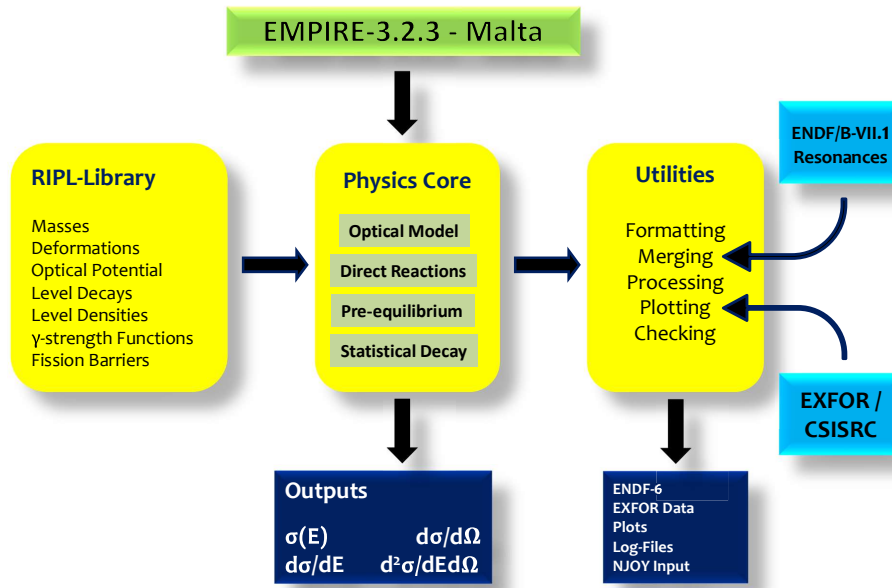 EMPIRE-3.2.3 - Malta
RIPL-Library
Masses
Deformations
Optical Potential
Level Decays
Level Densities
γ-strength Functions
Fission Barriers
Physics Core
Optical Model
Direct Reactions
Pre-equilibrium
Statistical Decay
Utilities
Formatting
Merging
Processing
Plotting
Checking
ENDF/B-VII.1
Resonances
EXFOR /
CSISRC
Outputs
σ(E) dσ/dΩ
dσ/dE d²σ/dEdΩ
ENDF-6
EXFOR Data
Plots
Log-Files
NJOY Input